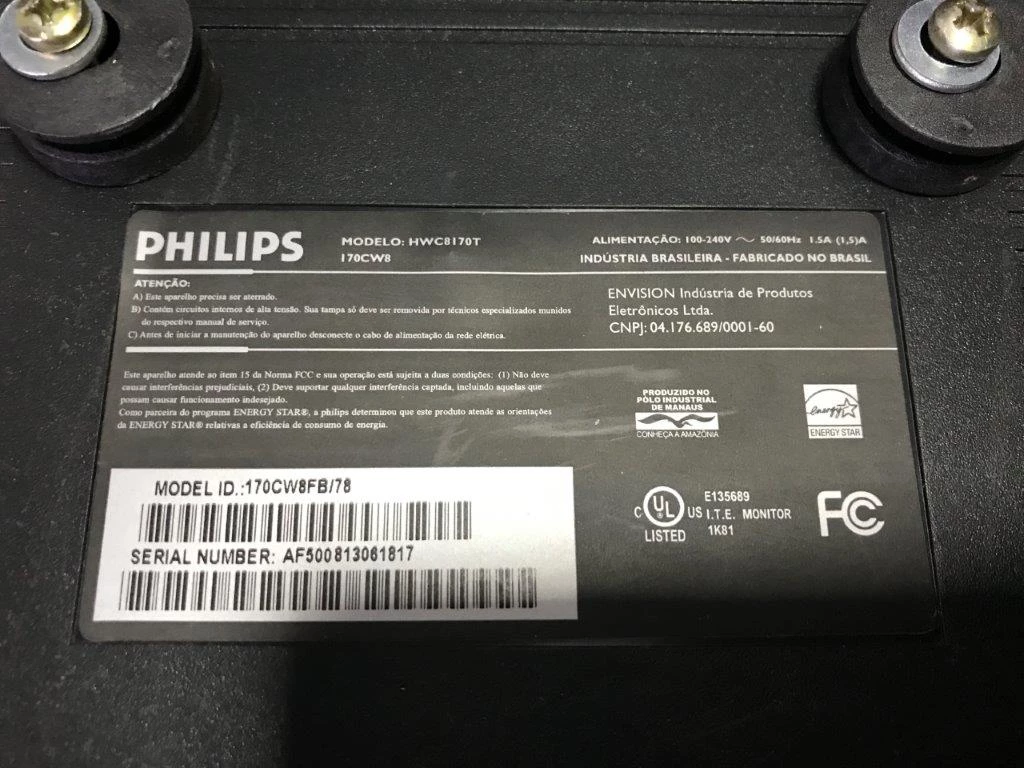 PHILIPS
MODELO: HWC8170T
170CW8
ALIMENTAÇÃO: 100-240V ~ 50/60Hz 1.5A (1,5)A
INDÚSTRIA BRASILEIRA - FABRICADO NO BRASIL
ATENÇÃO:
A) Este aparelho precisa ser aterrado.
B) Contém circuitos internos de alta tensão. Sua tampa só deve ser removida por técnicos especializados munidos
do respectivo manual de serviço.
C) Antes de iniciar a manutenção do aparelho desconecte o cabo de alimentação da rede elétrica.
ENVISION Indústria de Produtos
Eletrônicos Ltda.
CNPJ: 04.176.689/0001-60
Este aparelho atende ao item 15 da Norma FCC e sua operação está sujeita a duas condições: (1) Não deve
causar interferências prejudiciais, (2) Deve suportar qualquer interferência captada, incluindo aquelas que
possam causar funcionamento indesejado.
Como parceira do programa ENERGY STAR®, a philips determinou que este produto atende as orientações
da ENERGY STAR® relativas a eficiência de consumo de energia.
PRODUZIDO NO
PÓLO INDUSTRIAL
DE MANAUS
CONHEÇA A AMAZÔNIA
energy
ENERGY STAR
MODEL ID.:170CW8FB/78
SERIAL NUMBER: AF500813061817
C UL US
LISTED
E135689
I.T.E. MONITOR
1K81
FC